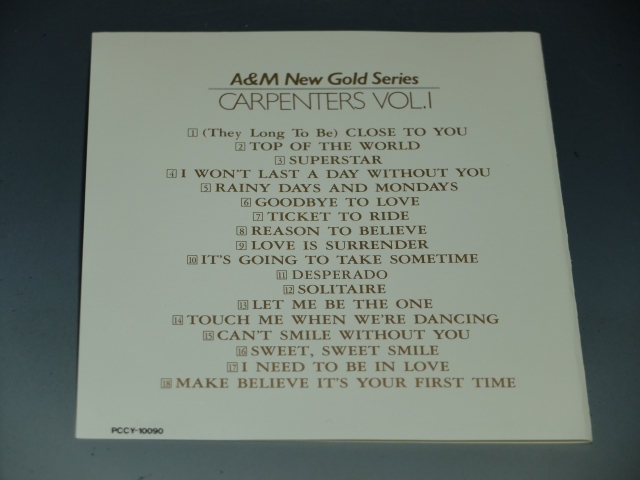 A&M New Gold Series
CARPENTERS VOL.1
1 (They Long To Be) CLOSE TO YOU
2 TOP OF THE WORLD
3 SUPERSTAR
4 I WON'T LAST A DAY WITHOUT YOU
5 RAINY DAYS AND MONDAYS
6 GOODBYE TO LOVE
7 TICKET TO RIDE
8 REASON TO BELIEVE
9 LOVE IS SURRENDER
10 IT'S GOING TO TAKE SOMETIME
11 DESPERADO
12 SOLITAIRE
13 LET ME BE THE ONE
14 TOUCH ME WHEN WE'RE DANCING
15 CAN'T SMILE WITHOUT YOU
16 SWEET, SWEET SMILE
17 I NEED TO BE IN LOVE
18 MAKE BELIEVE IT'S YOUR FIRST TIME
PCCY-10090